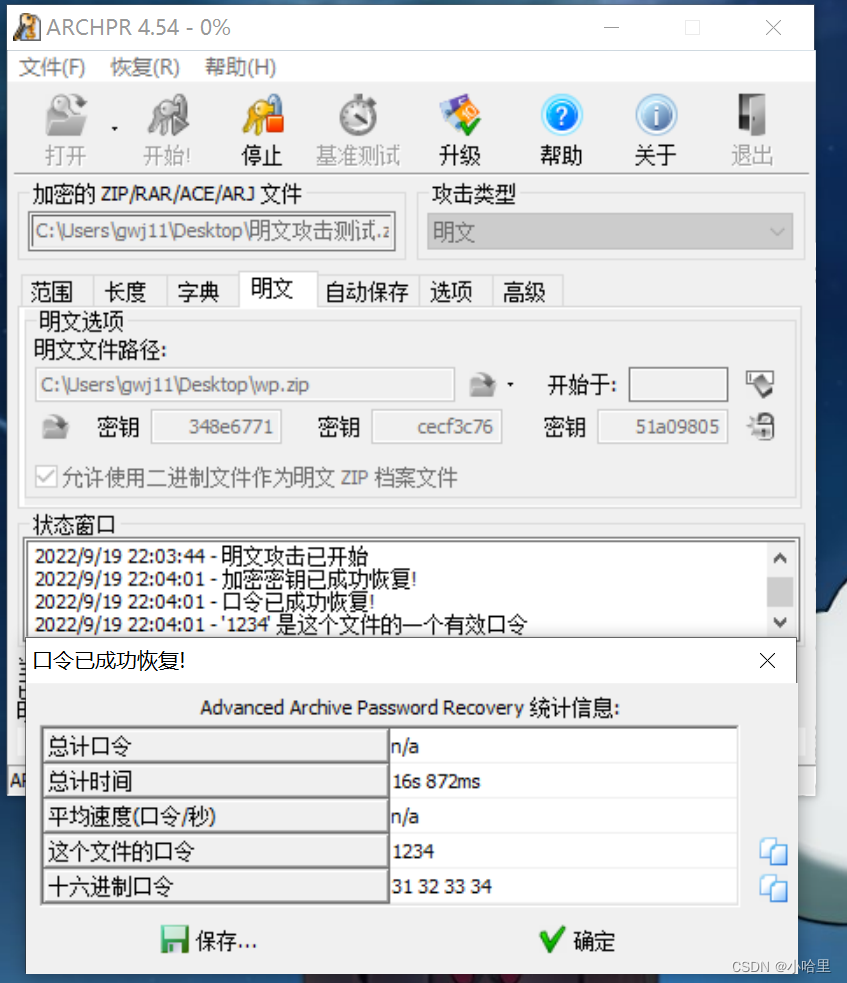 ARCHPR 4.54 - 0%
文件(F) 恢复(R) 帮助(H)
打开 开始! 停止 基准测试 升级 帮助 关于 退出
加密的 ZIP/RAR/ACE/ARJ 文件 攻击类型
C:\Users\gwj11\Desktop\明文攻击测试.z 明文
范围 长度 字典 明文 自动保存 选项 高级
明文选项
明文文件路径:
C:\Users\gwj11\Desktop\wp.zip 开始于:
密钥 348e6771 密钥 cecf3c76 密钥 51a09805
允许使用二进制文件作为明文 ZIP 档案文件
状态窗口
2022/9/19 22:03:44 - 明文攻击已开始
2022/9/19 22:04:01 - 加密密钥已成功恢复!
2022/9/19 22:04:01 - 口令已成功恢复!
2022/9/19 22:04:01 - '1234' 是这个文件的一个有效口令
口令已成功恢复!
Advanced Archive Password Recovery 统计信息:
总计口令 n/a
总计时间 16s 872ms
平均速度(口令/秒) n/a
这个文件的口令 1234
十六进制口令 31 32 33 34
保存... 确定
CSDN @小哈里